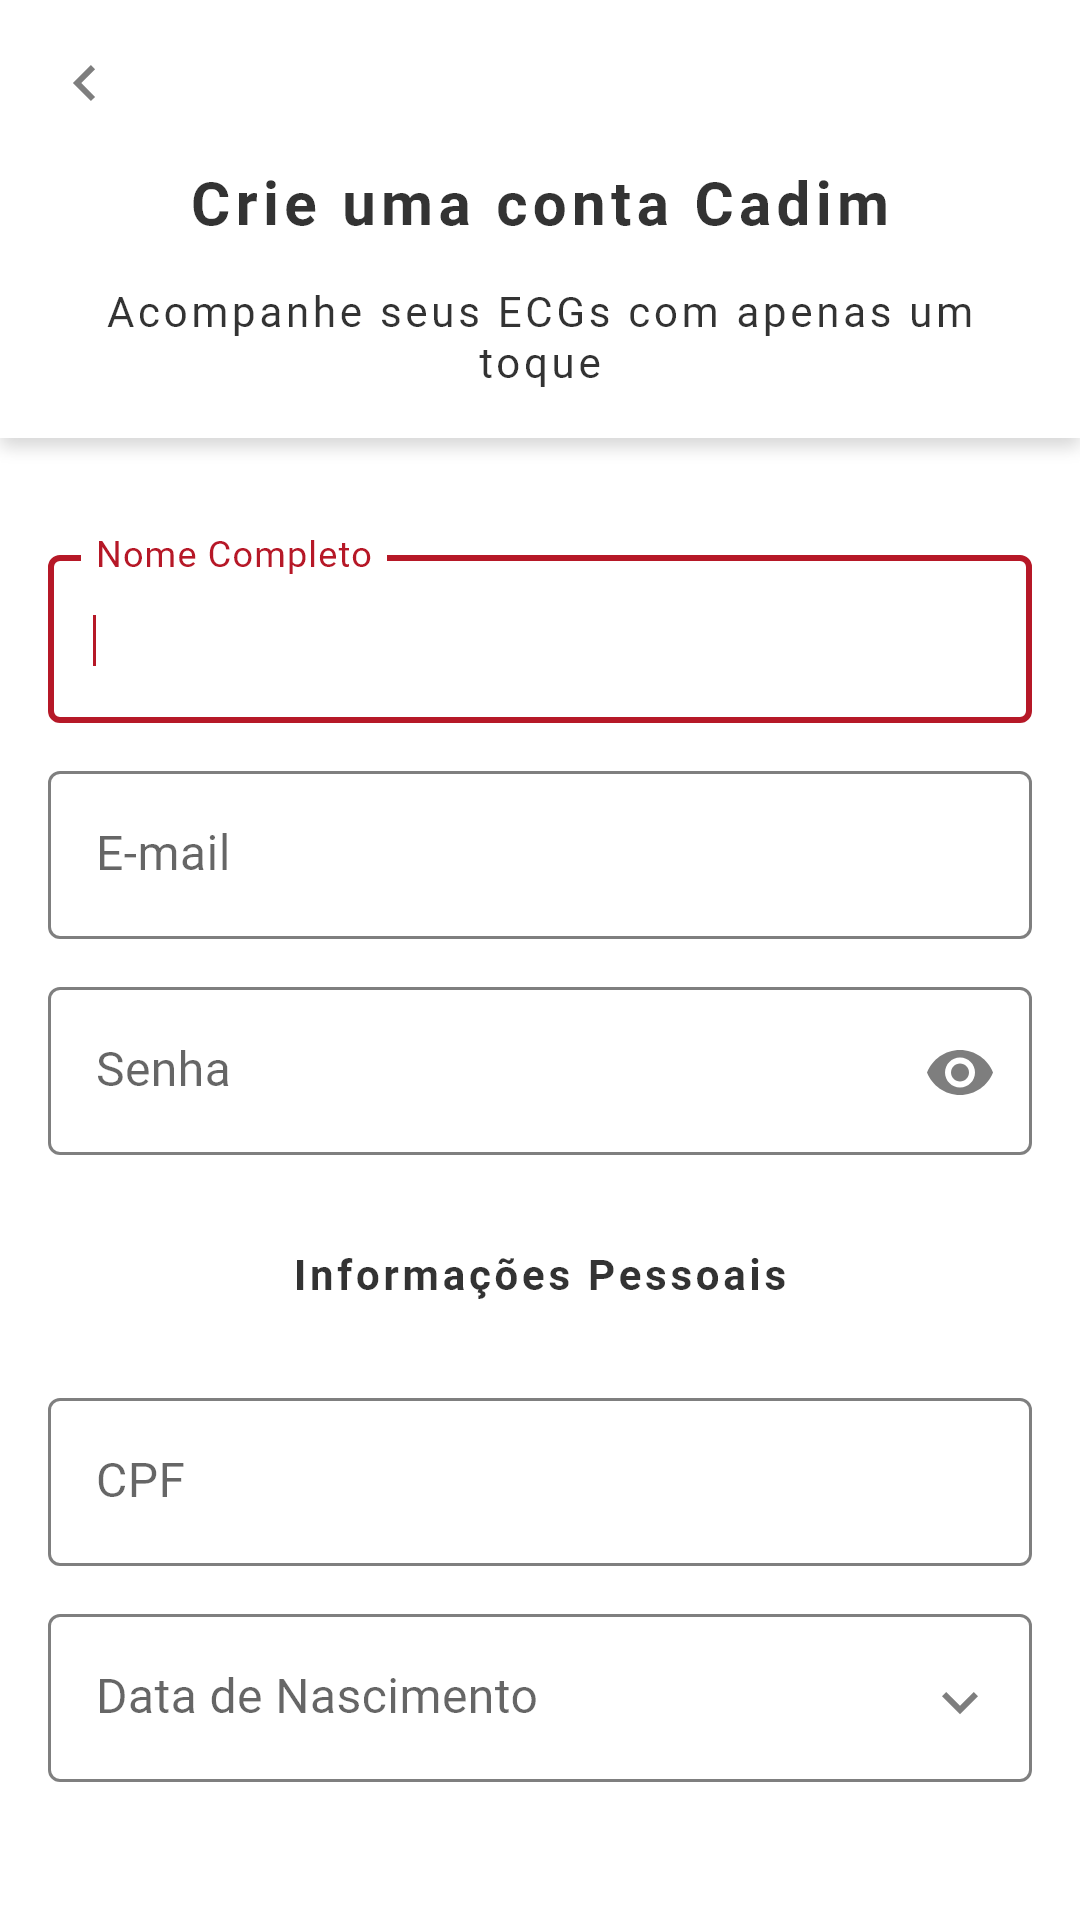 Crie uma conta Cadim
Acompanhe seus ECGs com apenas um
toque
Nome Completo
E-mail
Senha
Informações Pessoais
CPF
Data de Nascimento